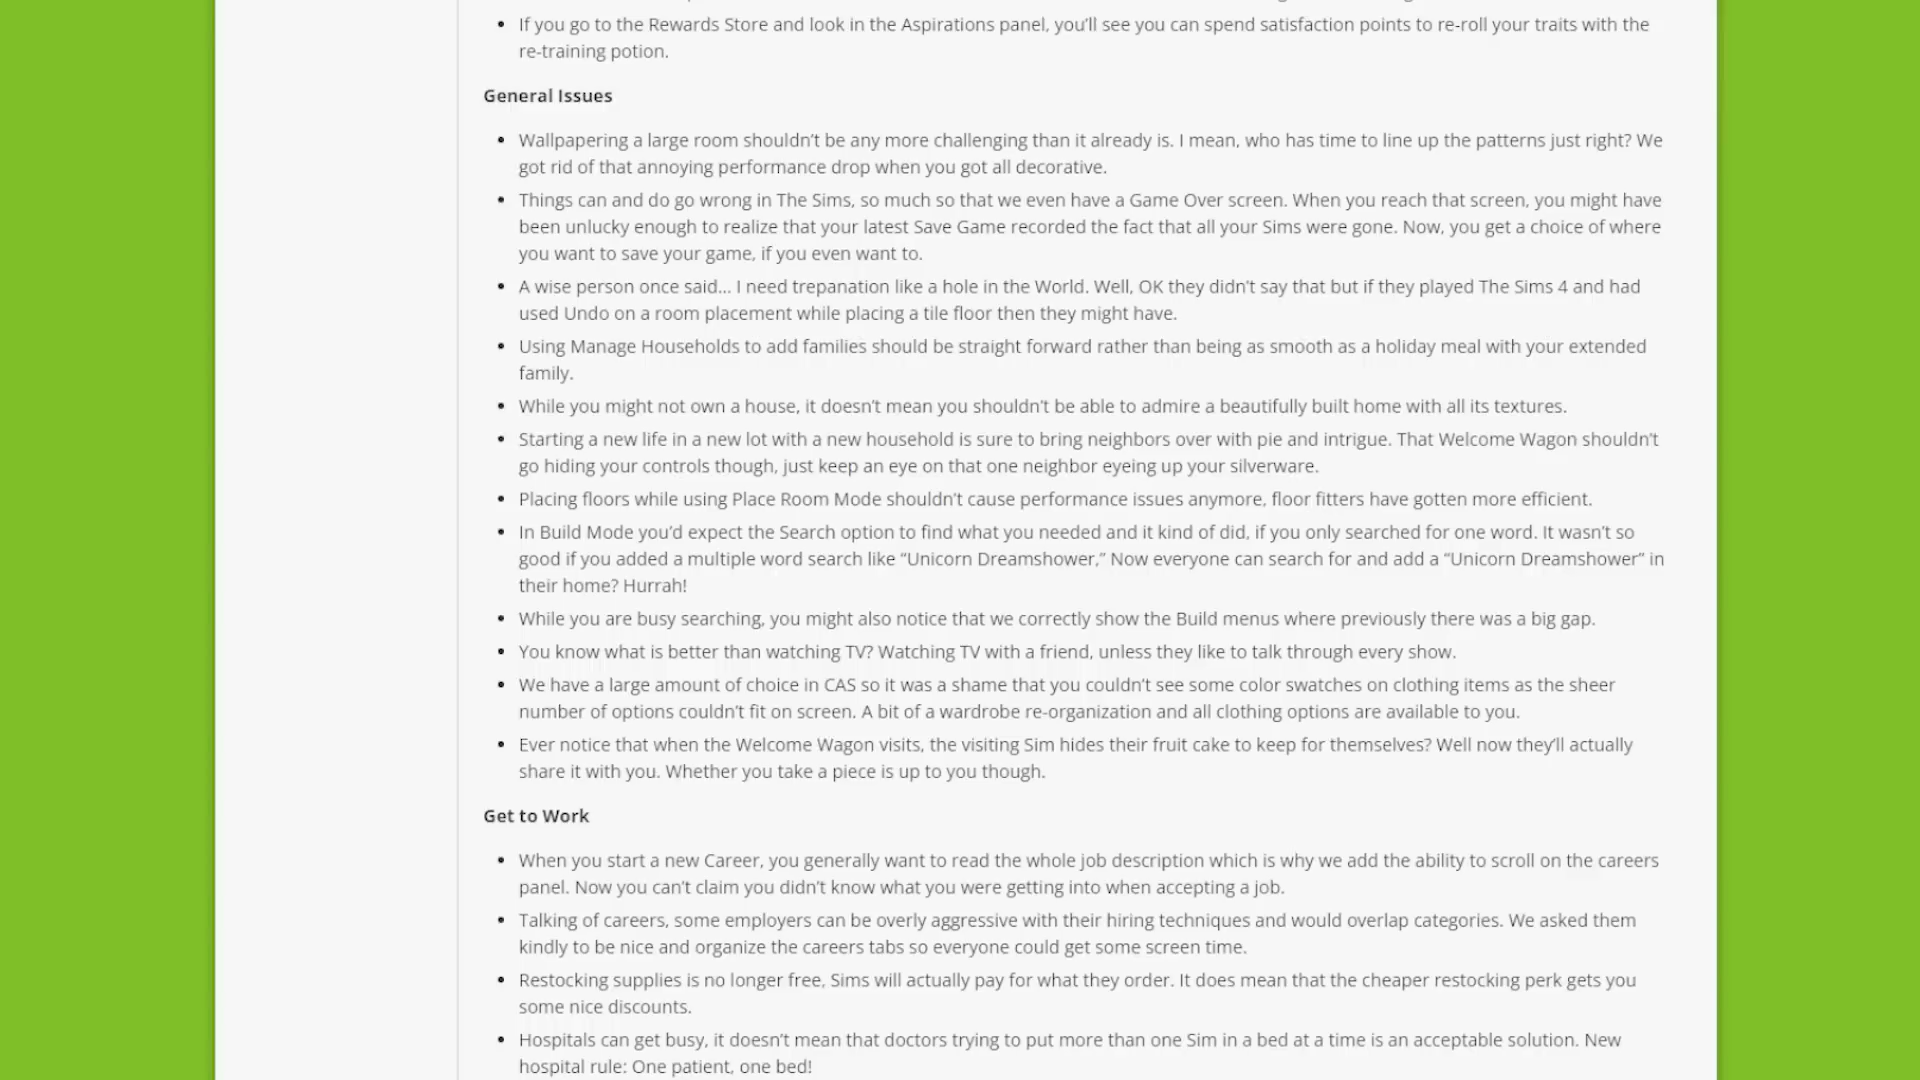 If you go to the Rewards Store and look in the Aspirations panel, you’ll see you can spend satisfaction points to re-roll your traits with the
re-training potion.
General Issues
Wallpapering a large room shouldn’t be any more challenging than it already is. I mean, who has time to line up the patterns just right? We
got rid of that annoying performance drop when you got all decorative.
Things can and do go wrong in The Sims, so much so that we even have a Game Over screen. When you reach that screen, you might have
been unlucky enough to realize that your latest Save Game recorded the fact that all your Sims were gone. Now, you get a choice of where
you want to save your game, if you even want to.
A wise person once said... I need trepanation like a hole in the World. Well, OK they didn’t say that but if they played The Sims 4 and had
used Undo on a room placement while placing a tile floor then they might have.
Using Manage Households to add families should be straight forward rather than being as smooth as a holiday meal with your extended
family.
While you might not own a house, it doesn’t mean you shouldn’t be able to admire a beautifully built home with all its textures.
Starting a new life in a new lot with a new household is sure to bring neighbors over with pie and intrigue. That Welcome Wagon shouldn’t
go hiding your controls though, just keep an eye on that one neighbor eyeing up your silverware.
Placing floors while using Place Room Mode shouldn’t cause performance issues anymore, floor fitters have gotten more efficient.
In Build Mode you’d expect the Search option to find what you needed and it kind of did, if you only searched for one word. It wasn’t so
good if you added a multiple word search like “Unicorn Dreamshower,” Now everyone can search for and add a “Unicorn Dreamshower” in
their home? Hurrah!
While you are busy searching, you might also notice that we correctly show the Build menus where previously there was a big gap.
You know what is better than watching TV? Watching TV with a friend, unless they like to talk through every show.
We have a large amount of choice in CAS so it was a shame that you couldn’t see some color swatches on clothing items as the sheer
number of options couldn’t fit on screen. A bit of a wardrobe re-organization and all clothing options are available to you.
Ever notice that when the Welcome Wagon visits, the visiting Sim hides their fruit cake to keep for themselves? Well now they’ll actually
share it with you. Whether you take a piece is up to you though.
Get to Work
When you start a new Career, you generally want to read the whole job description which is why we add the ability to scroll on the careers
panel. Now you can’t claim you didn’t know what you were getting into when accepting a job.
Talking of careers, some employers can be overly aggressive with their hiring techniques and would overlap categories. We asked them
kindly to be nice and organize the careers tabs so everyone could get some screen time.
Restocking supplies is no longer free, Sims will actually pay for what they order. It does mean that the cheaper restocking perk gets you
some nice discounts.
Hospitals can get busy, it doesn’t mean that doctors trying to put more than one Sim in a bed at a time is an acceptable solution. New
hospital rule: One patient, one bed!